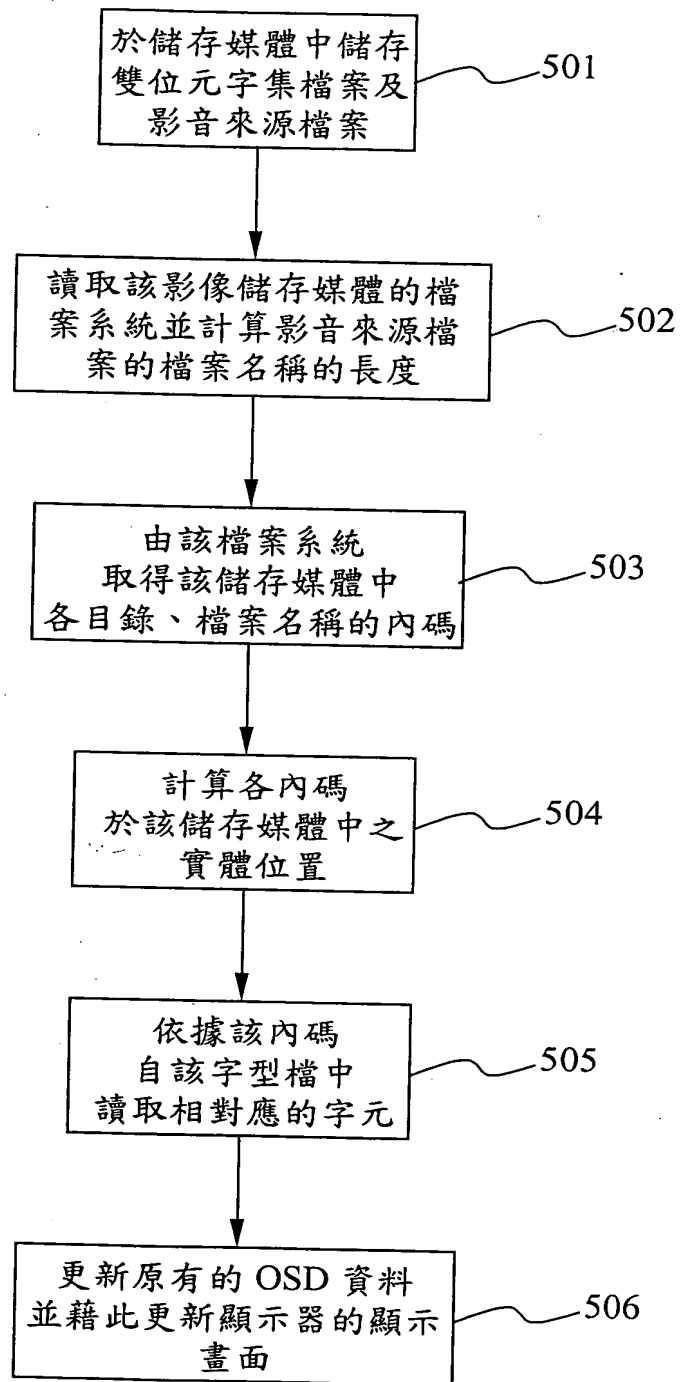 於儲存媒體中儲存
雙位元字集檔案及
影音來源檔案
501
讀取該影像儲存媒體的檔
案系統並計算影音來源檔
案的檔案名稱的長度
502
由該檔案系統
取得該儲存媒體中
各目錄、檔案名稱的內碼
503
計算各內碼
於該儲存媒體中之
實體位置
504
依據該內碼
自該字型檔中
讀取相對應的字元
505
更新原有的 OSD 資料
並藉此更新顯示器的顯示
畫面
506